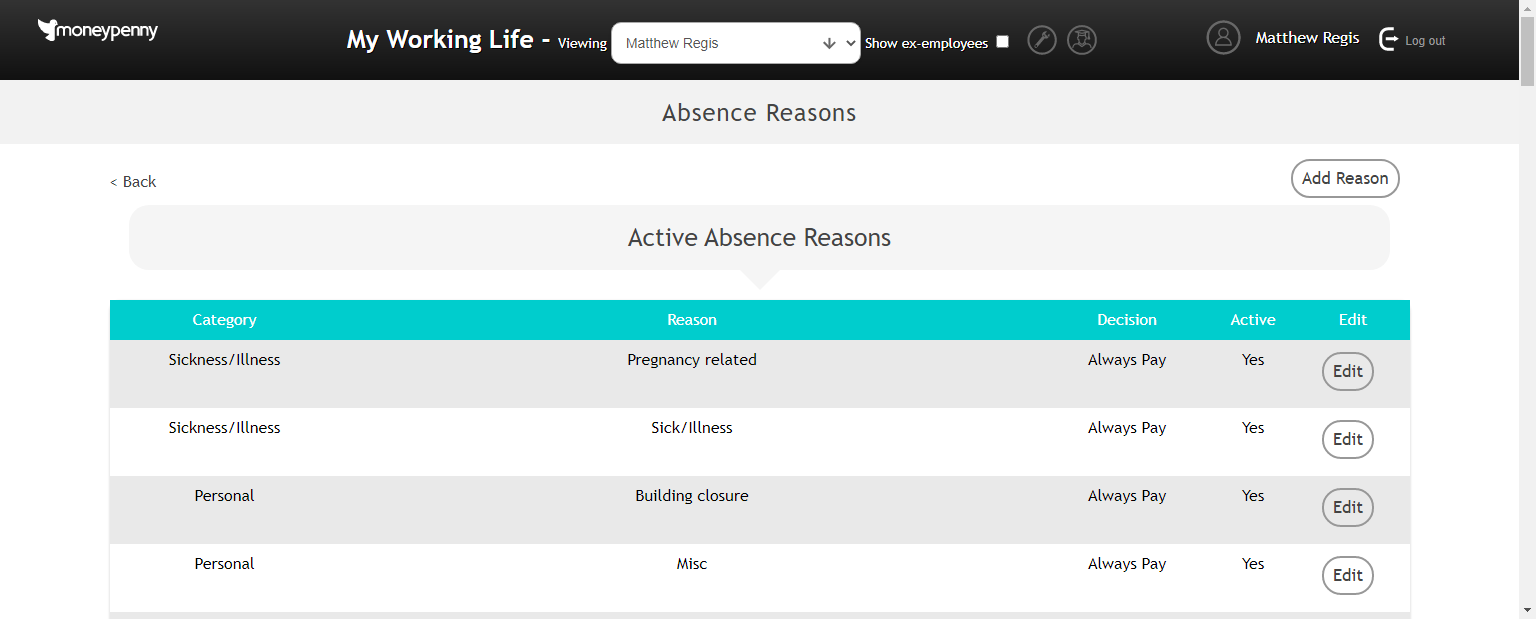 moneypenny
My Working Life - Viewing Matthew Regis Show ex-employees
Matthew Regis Log out
Absence Reasons
< Back
Add Reason
Active Absence Reasons
Category Reason Decision Active Edit
Sickness/Illness Pregnancy related Always Pay Yes Edit
Sickness/Illness Sick/Illness Always Pay Yes Edit
Personal Building closure Always Pay Yes Edit
Personal Misc Always Pay Yes Edit